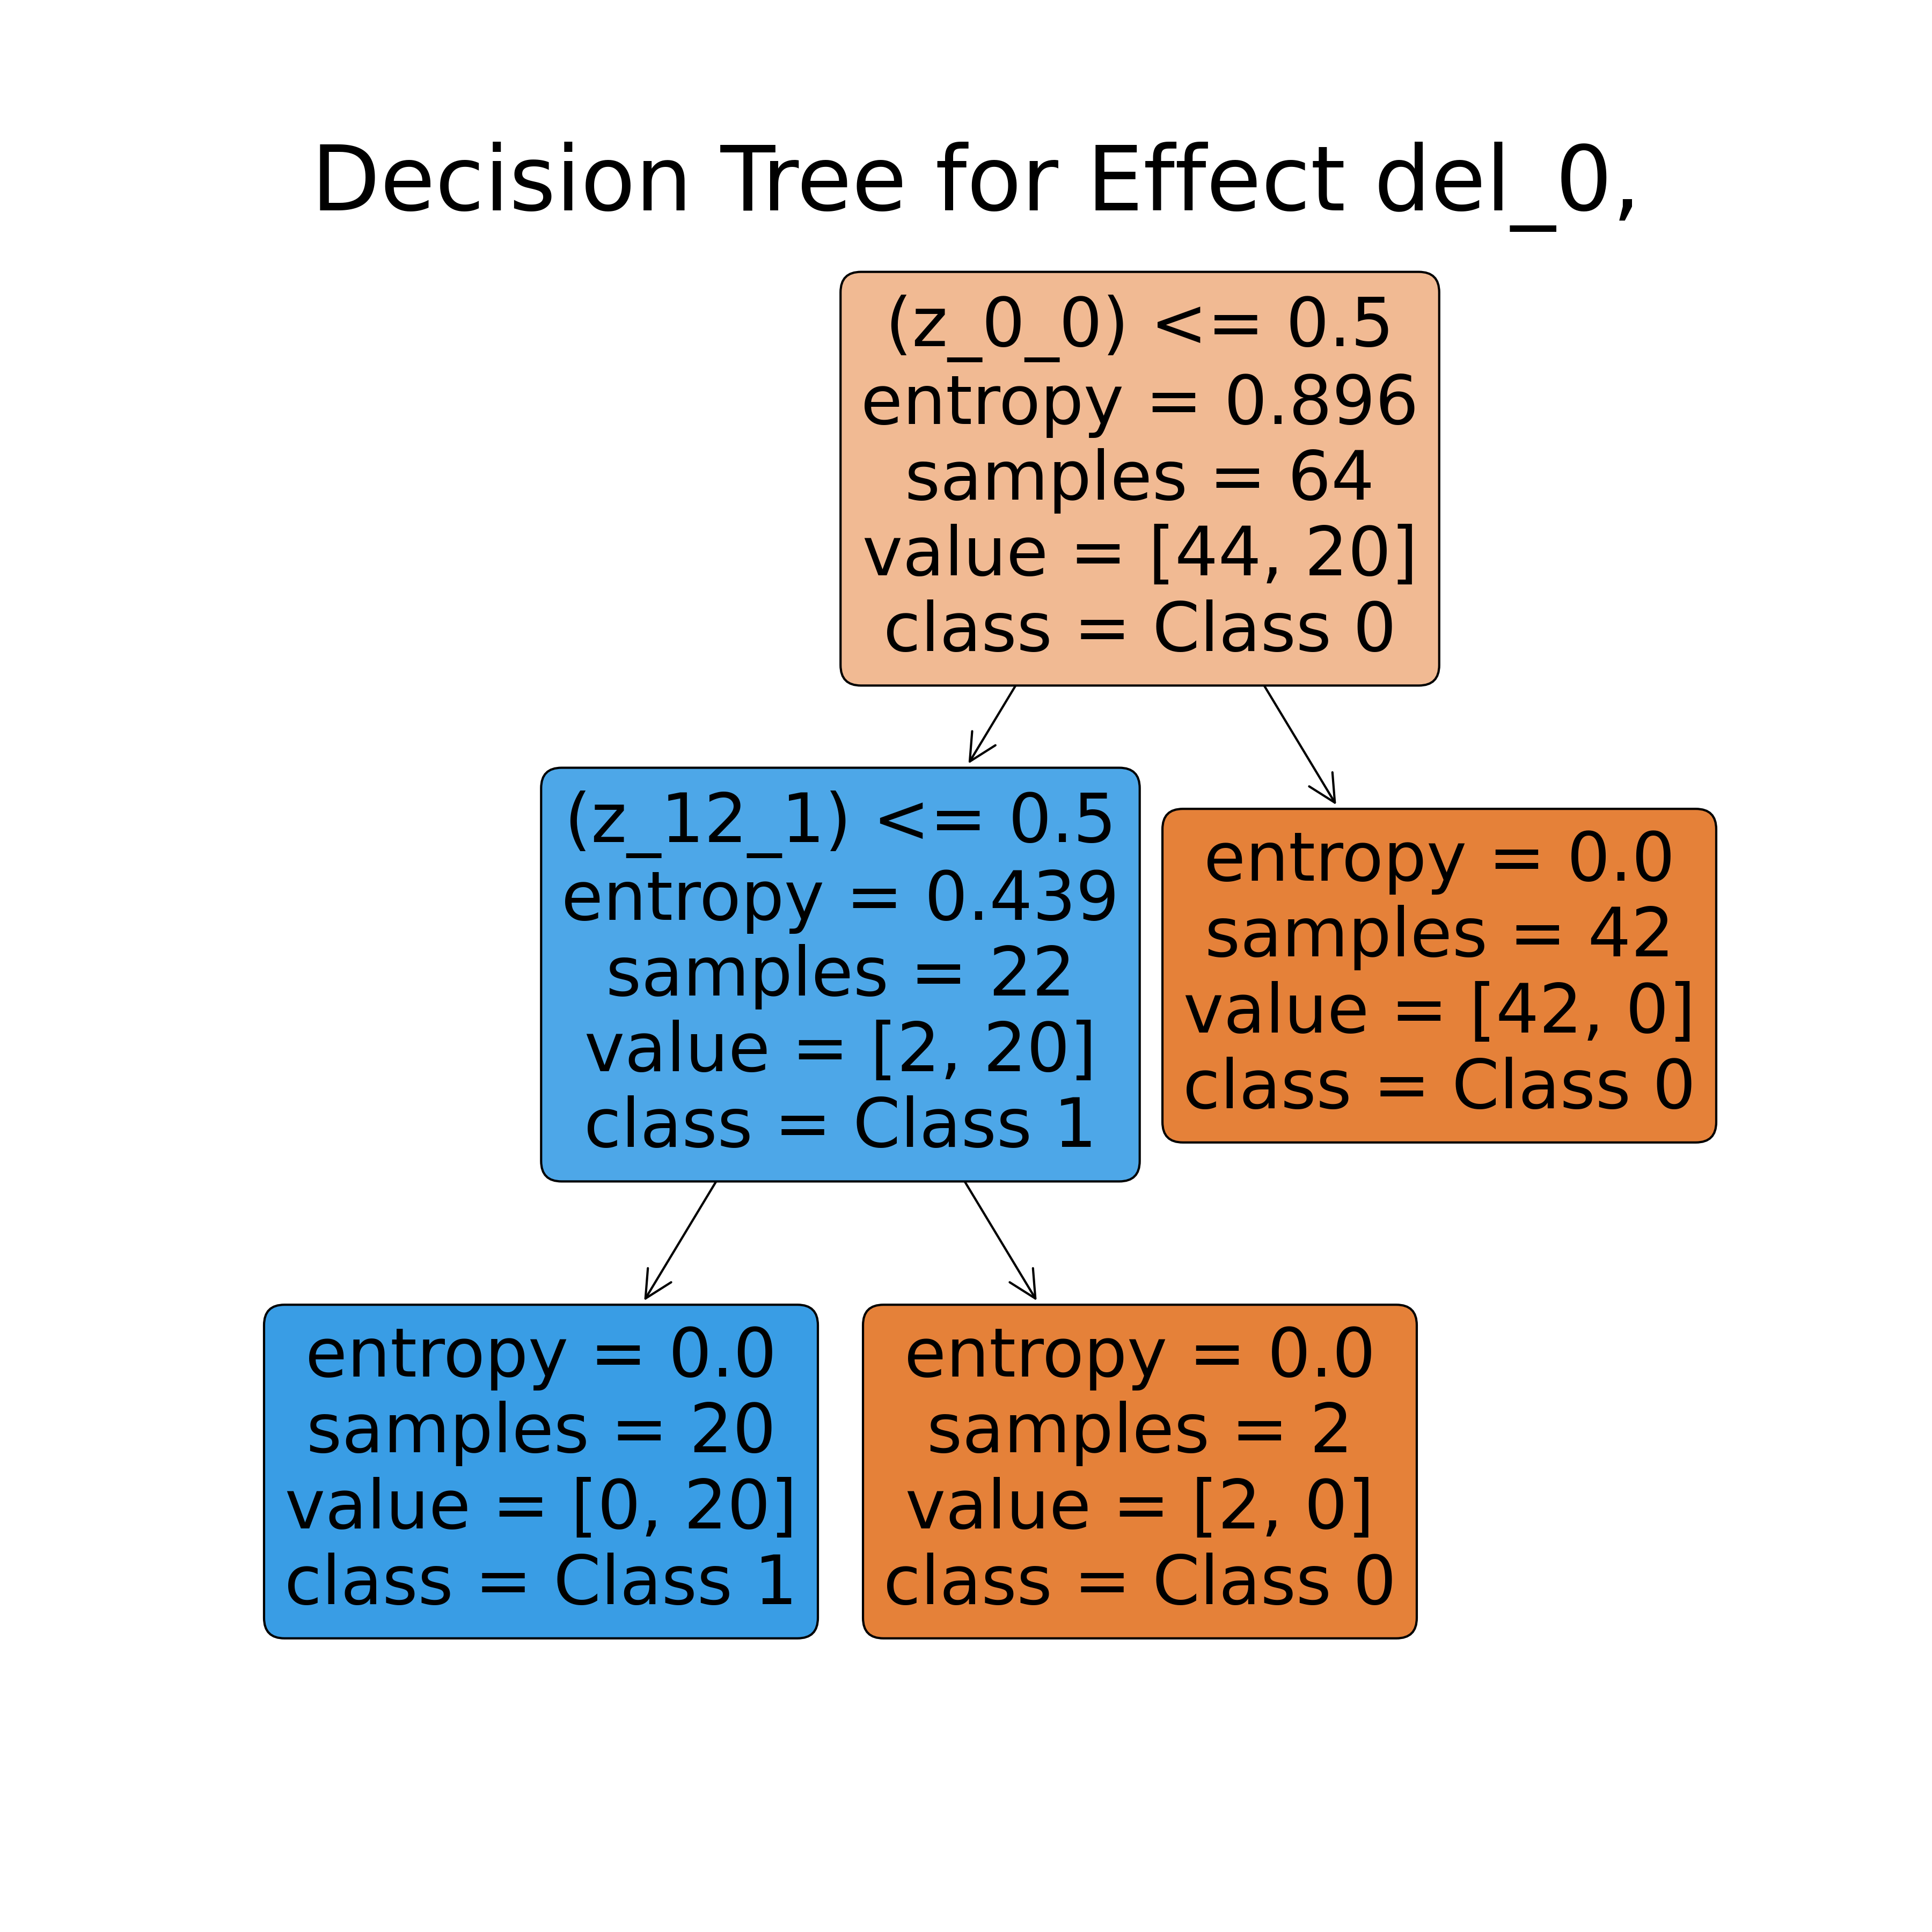 Decision Tree for Effect del_0,
(z_0_0) <= 0.5
entropy = 0.896
samples = 64
value = [44, 20]
class = Class 0
(z_12_1) <= 0.5
entropy = 0.439
samples = 22
value = [2, 20]
class = Class 1
entropy = 0.0
samples = 42
value = [42, 0]
class = Class 0
entropy = 0.0
samples = 20
value = [0, 20]
class = Class 1
entropy = 0.0
samples = 2
value = [2, 0]
class = Class 0